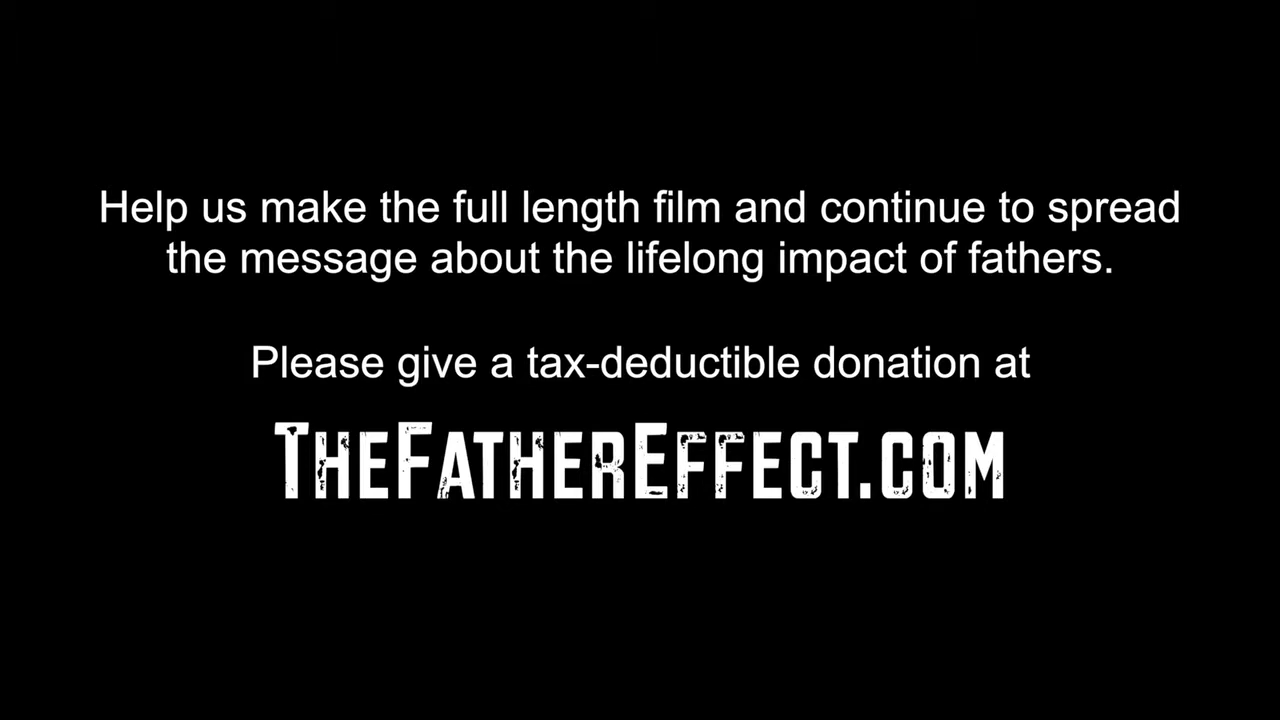 Help us make the full length film and continue to spread
the message about the lifelong impact of fathers.
Please give a tax-deductible donation at
THEFATHEREFFECT.COM